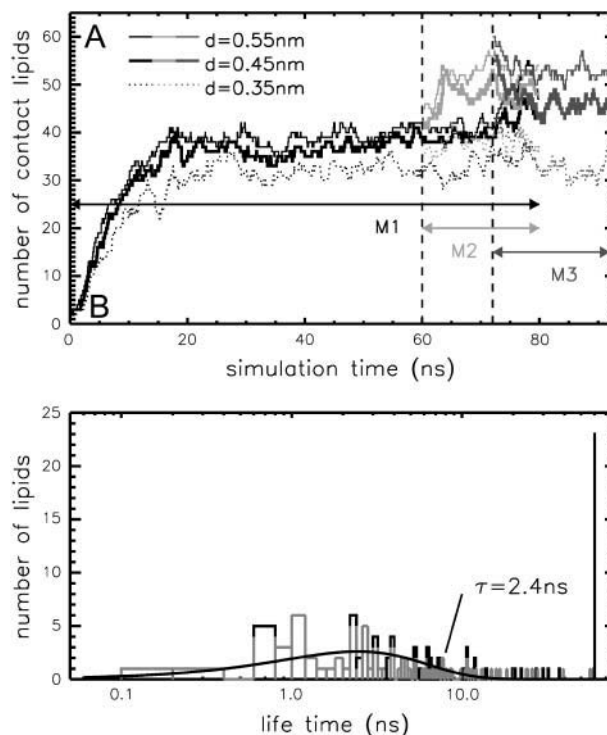 A
d=0.55nm
d=0.45nm
d=0.35nm
number of contact lipids
60
50
40
30
20
10
0
M1
M2
M3
B
0 20 40 60 80
simulation time (ns)
number of lipids
25
20
15
10
5
0
τ=2.4ns
0.1 1.0 10.0
life time (ns)